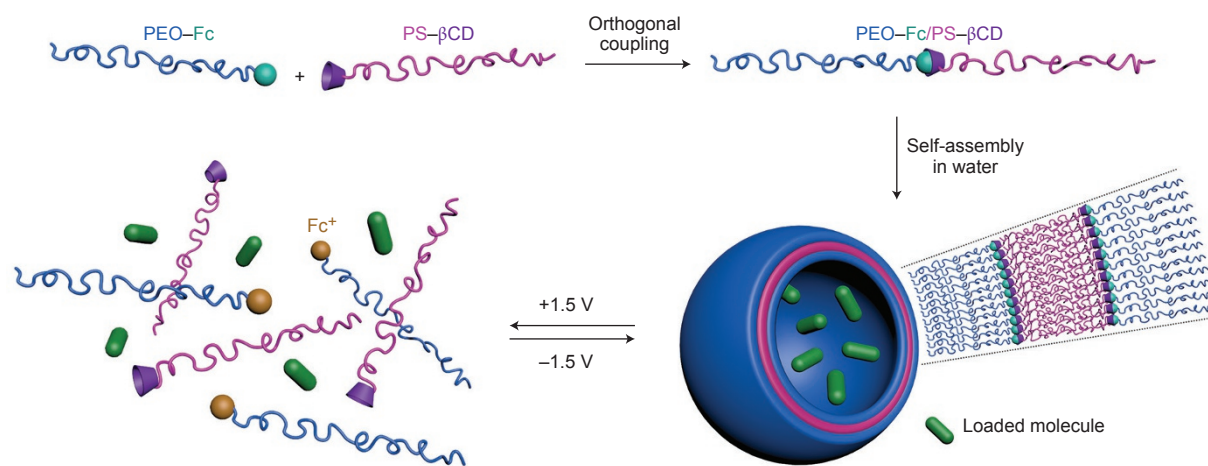 PEO–Fc
+
PS–βCD
Orthogonal
coupling
PEO–Fc/PS–βCD
Self-assembly
in water
Fc⁺
+1.5 V
–1.5 V
Loaded molecule